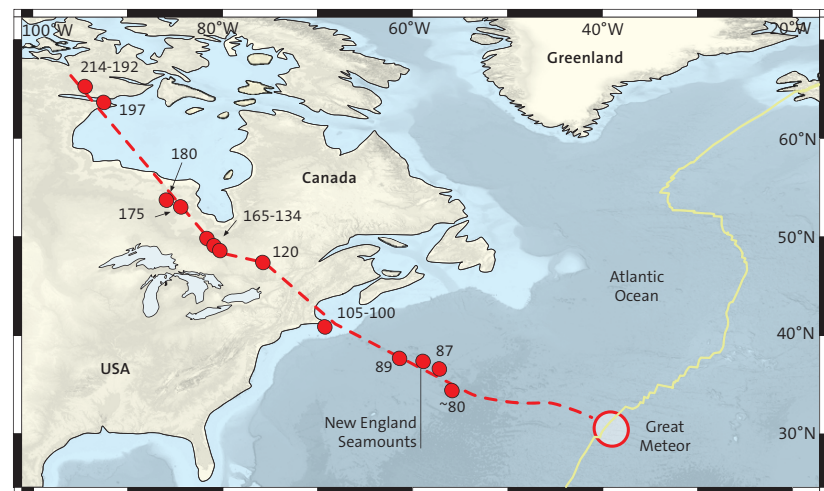 100°W
80°W
60°W
40°W
20°W
Greenland
214-192
197
60°N
180
Canada
175
165-134
50°N
120
Atlantic
Ocean
105-100
40°N
87
89
USA
~80
New England
Seamounts
Great
Meteor
30°N